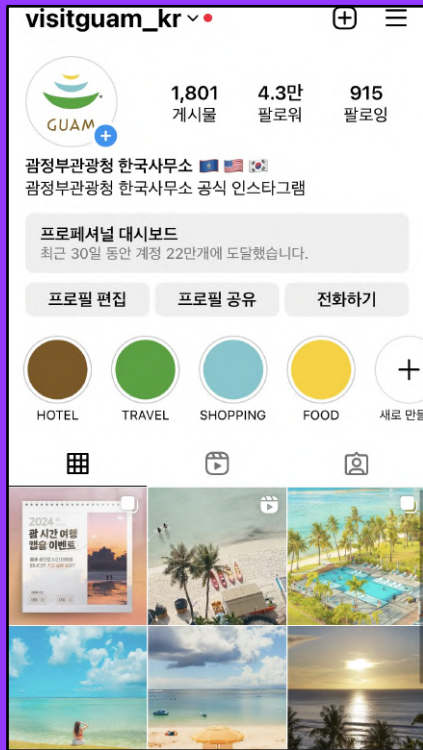 visitguam_kr
1,801 4.3만 915
게시물 팔로워 팔로잉
GUAM
괌정부관광청 한국사무소 🇬🇺 🇺🇸 🇰🇷
괌정부관광청 한국사무소 공식 인스타그램
프로페셔널 대시보드
최근 30일 동안 계정 22만개에 도달했습니다.
프로필 편집 프로필 공유 전화하기
HOTEL TRAVEL SHOPPING FOOD 새로 만들
2024
괌 시간 여행
캡슐 이벤트